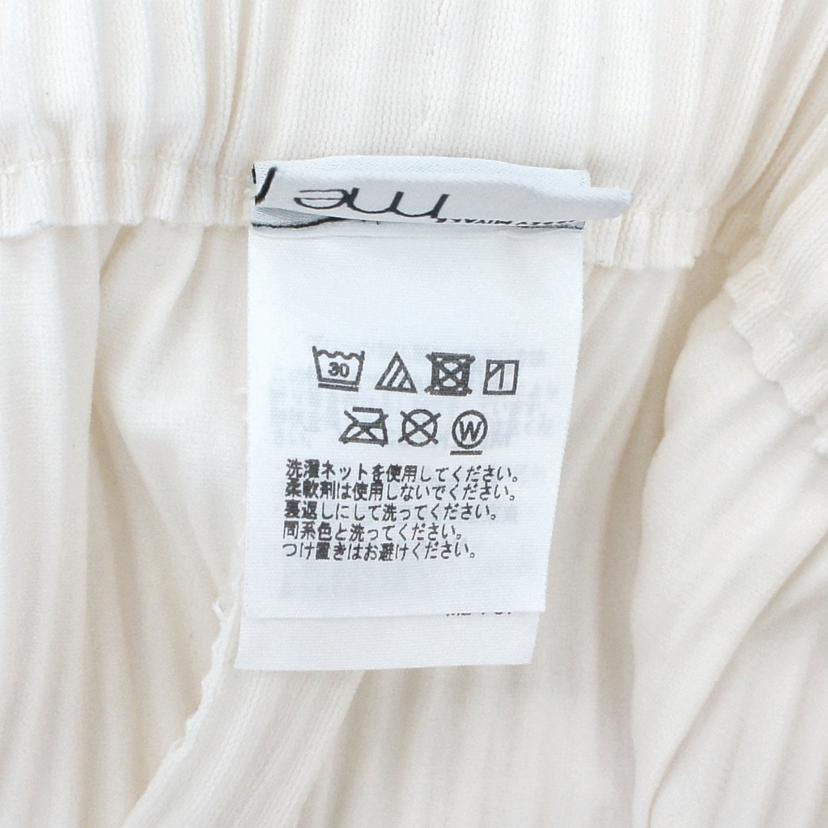 me
30
W
洗濯ネットを使用してください。
柔軟剤は使用しないでください。
裏返しにして洗ってください。
同系色と洗ってください。
つけ置きはお避けください。